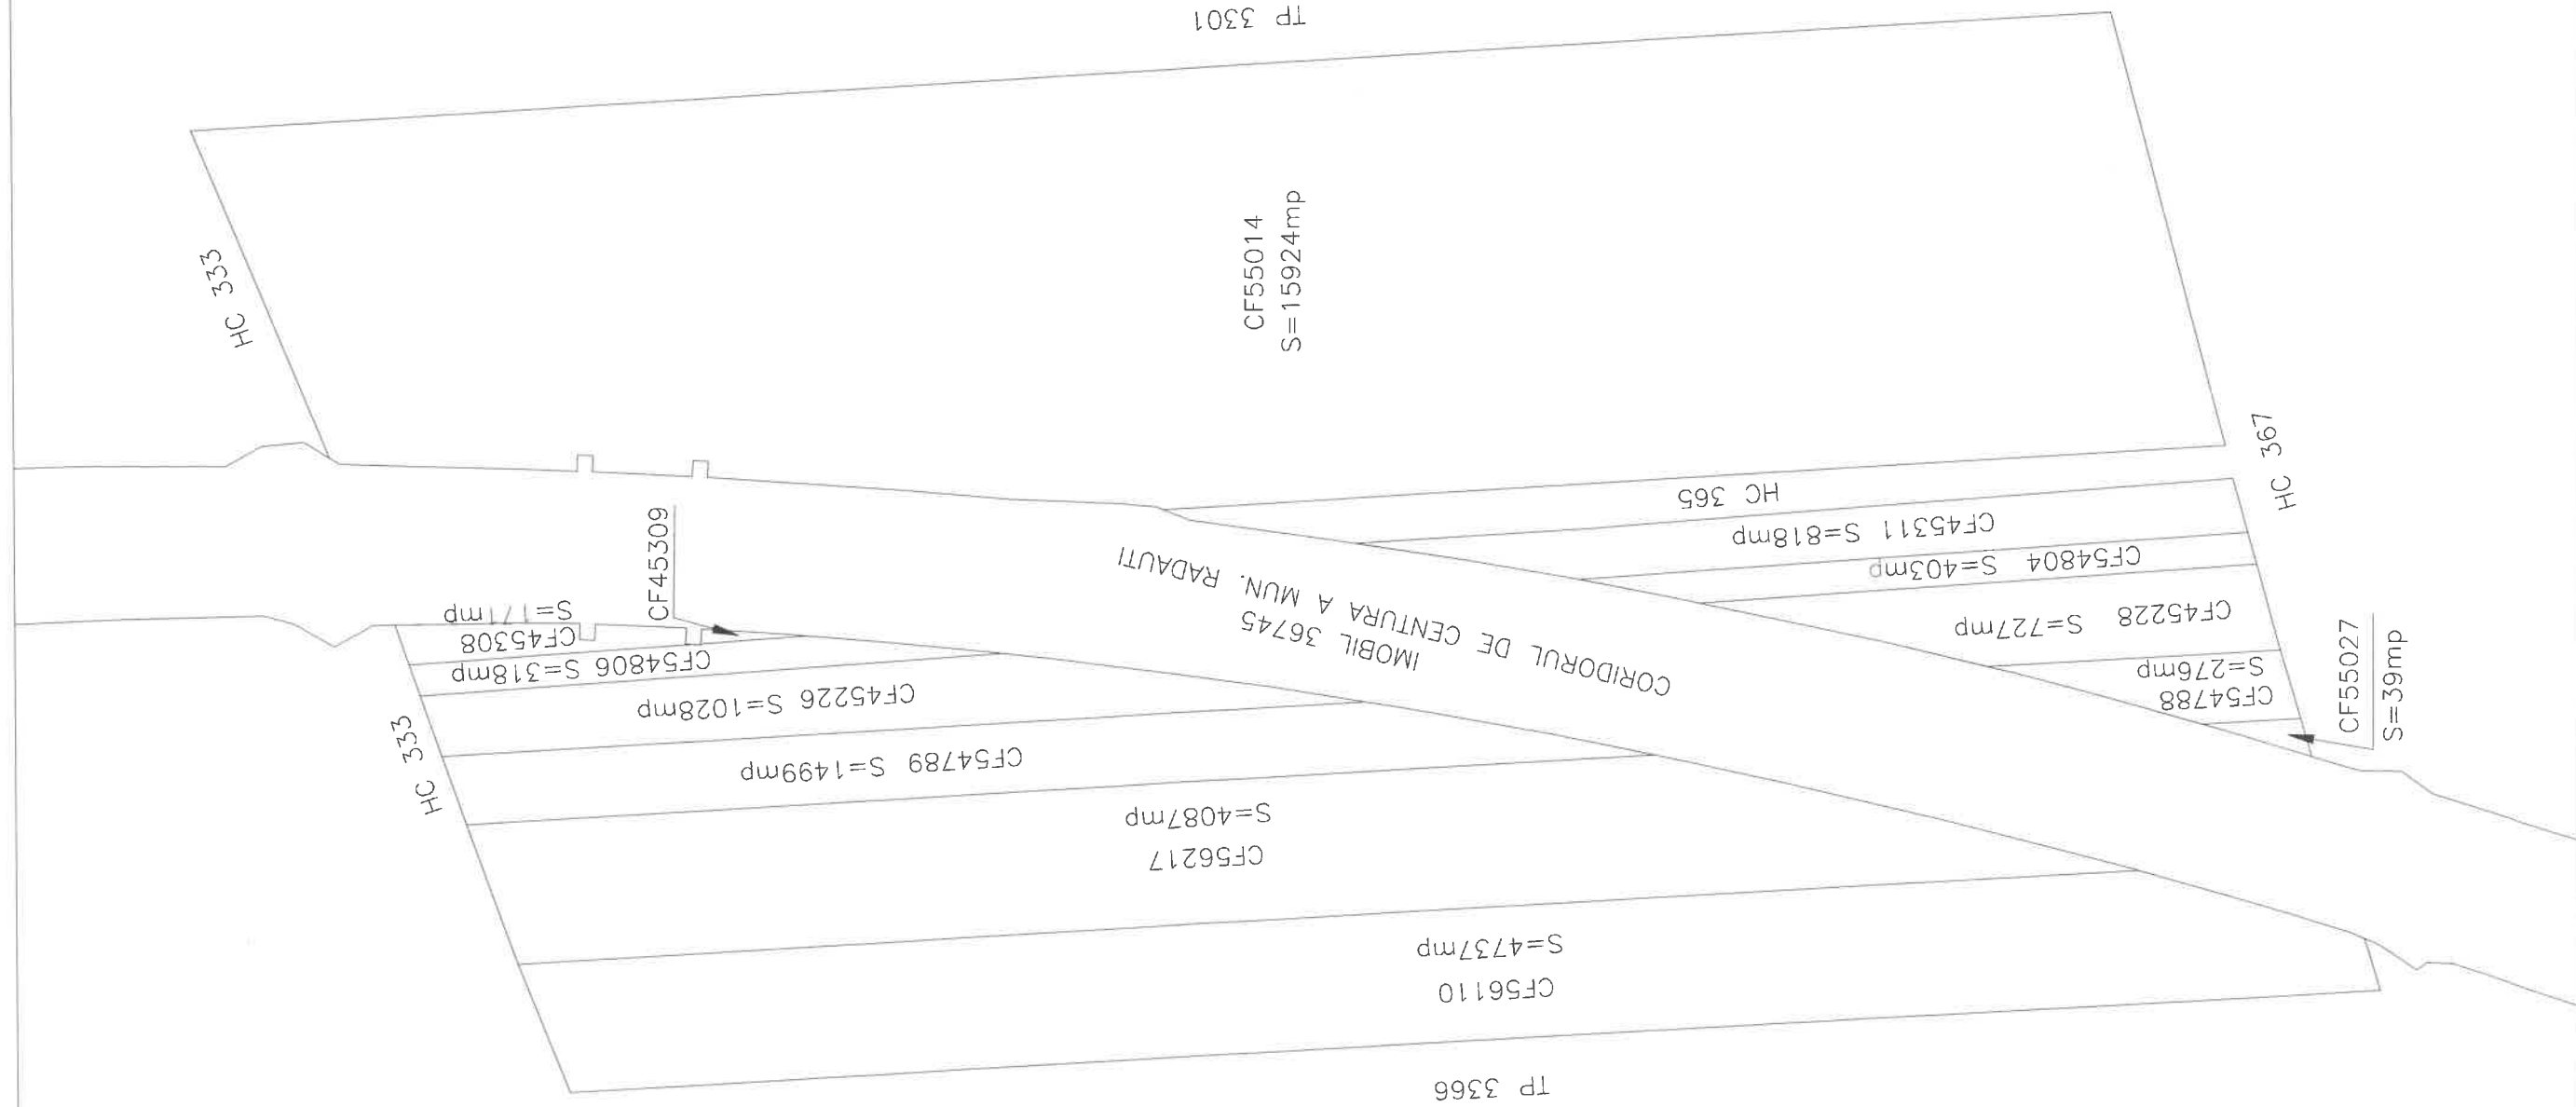 TP 3301
HC 333
CF55014
S=15924mp
HC 367
HC 365
CF45311 S=818mp
CF54804 S=403mp
CF45228 S=727mp
S=276mp
CF54788
CF55027
S=39mp
CORIDORUL DE CENTURA A MUN. RADAUTI
IMOBIL 36745
CF45309
S=171mp
CF45308
CF54806 S=318mp
CF45226 S=1028mp
HC 333
CF54789 S=1499mp
S=4087mp
CF56217
S=4737mp
CF56110
TP 3366